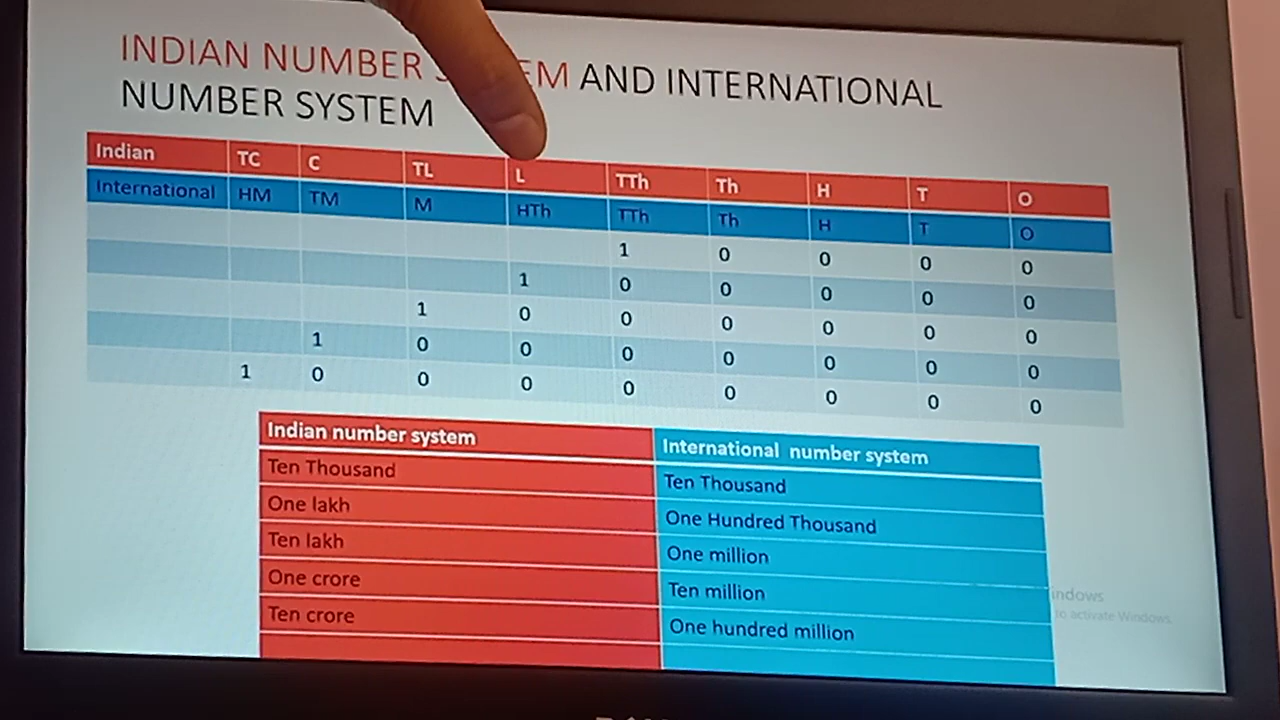 INDIAN NUMBER AND INTERNATIONAL
NUMBER SYSTEM
Indian TC C TL L TTh Th H T O
International HM TM M HTh TTh Th H T O
1 0 0 0 0
1 0 0 0 0 0
1 0 0 0 0 0 0
1 0 0 0 0 0 0 0
1 0 0 0 0 0 0 0 0
Indian number system International number system
Ten Thousand Ten Thousand
One lakh One Hundred Thousand
Ten lakh One million
One crore Ten million
Ten crore One hundred million
to activate Windows.